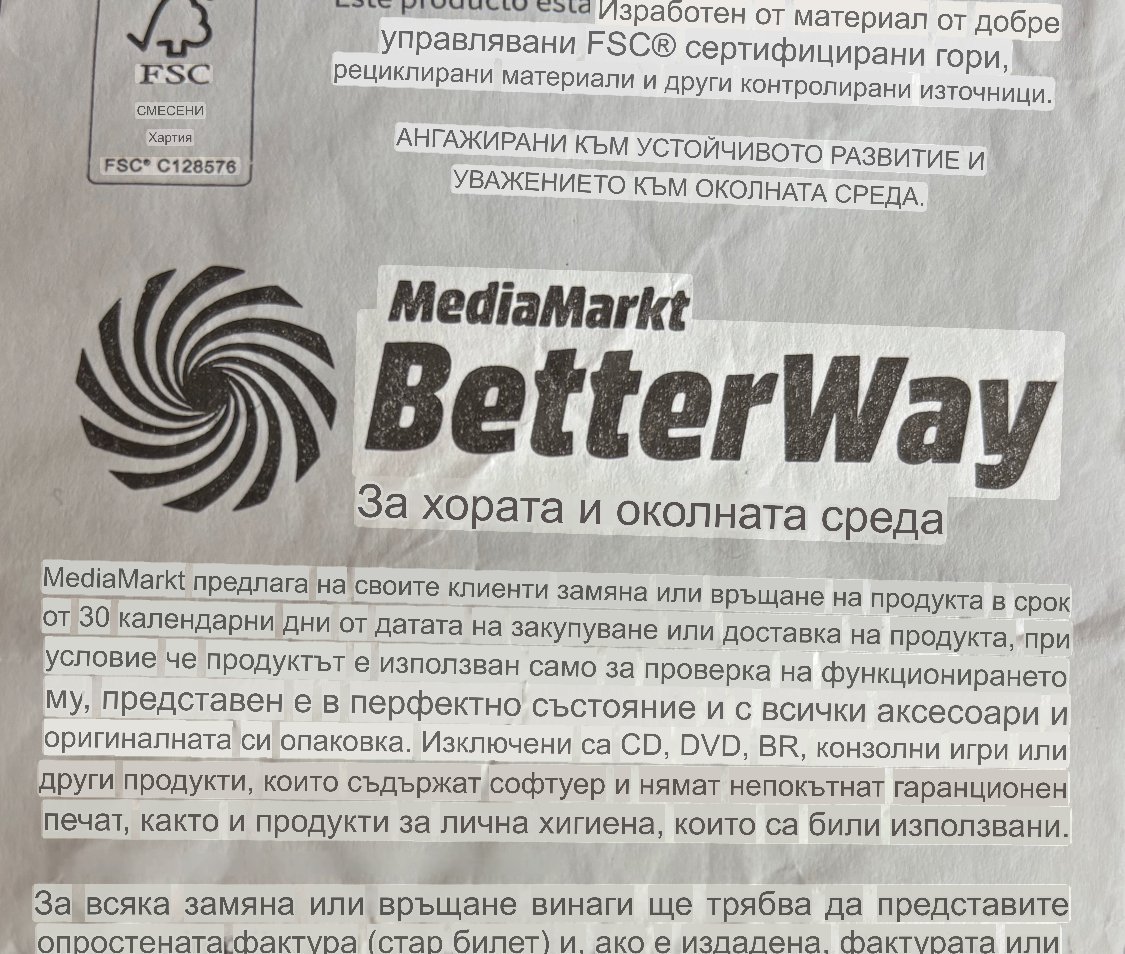 Este producto está Изработен от материал от добре
управлявани FSC® сертифицирани гори,
рециклирани материали и други контролирани източници.
FSC
СМЕСЕНИ
Хартия
FSC® C128576
АНГАЖИРАНИ КЪМ УСТОЙЧИВОТО РАЗВИТИЕ И
УВАЖЕНИЕТО КЪМ ОКОЛНАТА СРЕДА.
MediaMarkt
BetterWay
За хората и околната среда
MediaMarkt предлага на своите клиенти замяна или връщане на продукта в срок
от 30 календарни дни от датата на закупуване или доставка на продукта, при
условие че продуктът е използван само за проверка на функционирането
му, представен е в перфектно състояние и с всички аксесоари и
оригиналната си опаковка. Изключени са CD, DVD, BR, конзолни игри или
други продукти, които съдържат софтуер и нямат непокътнат гаранционен
печат, както и продукти за лична хигиена, които са били използвани.
За всяка замяна или връщане винаги ще трябва да представите
опростената фактура (стар билет) и, ако е издадена, фактурата или